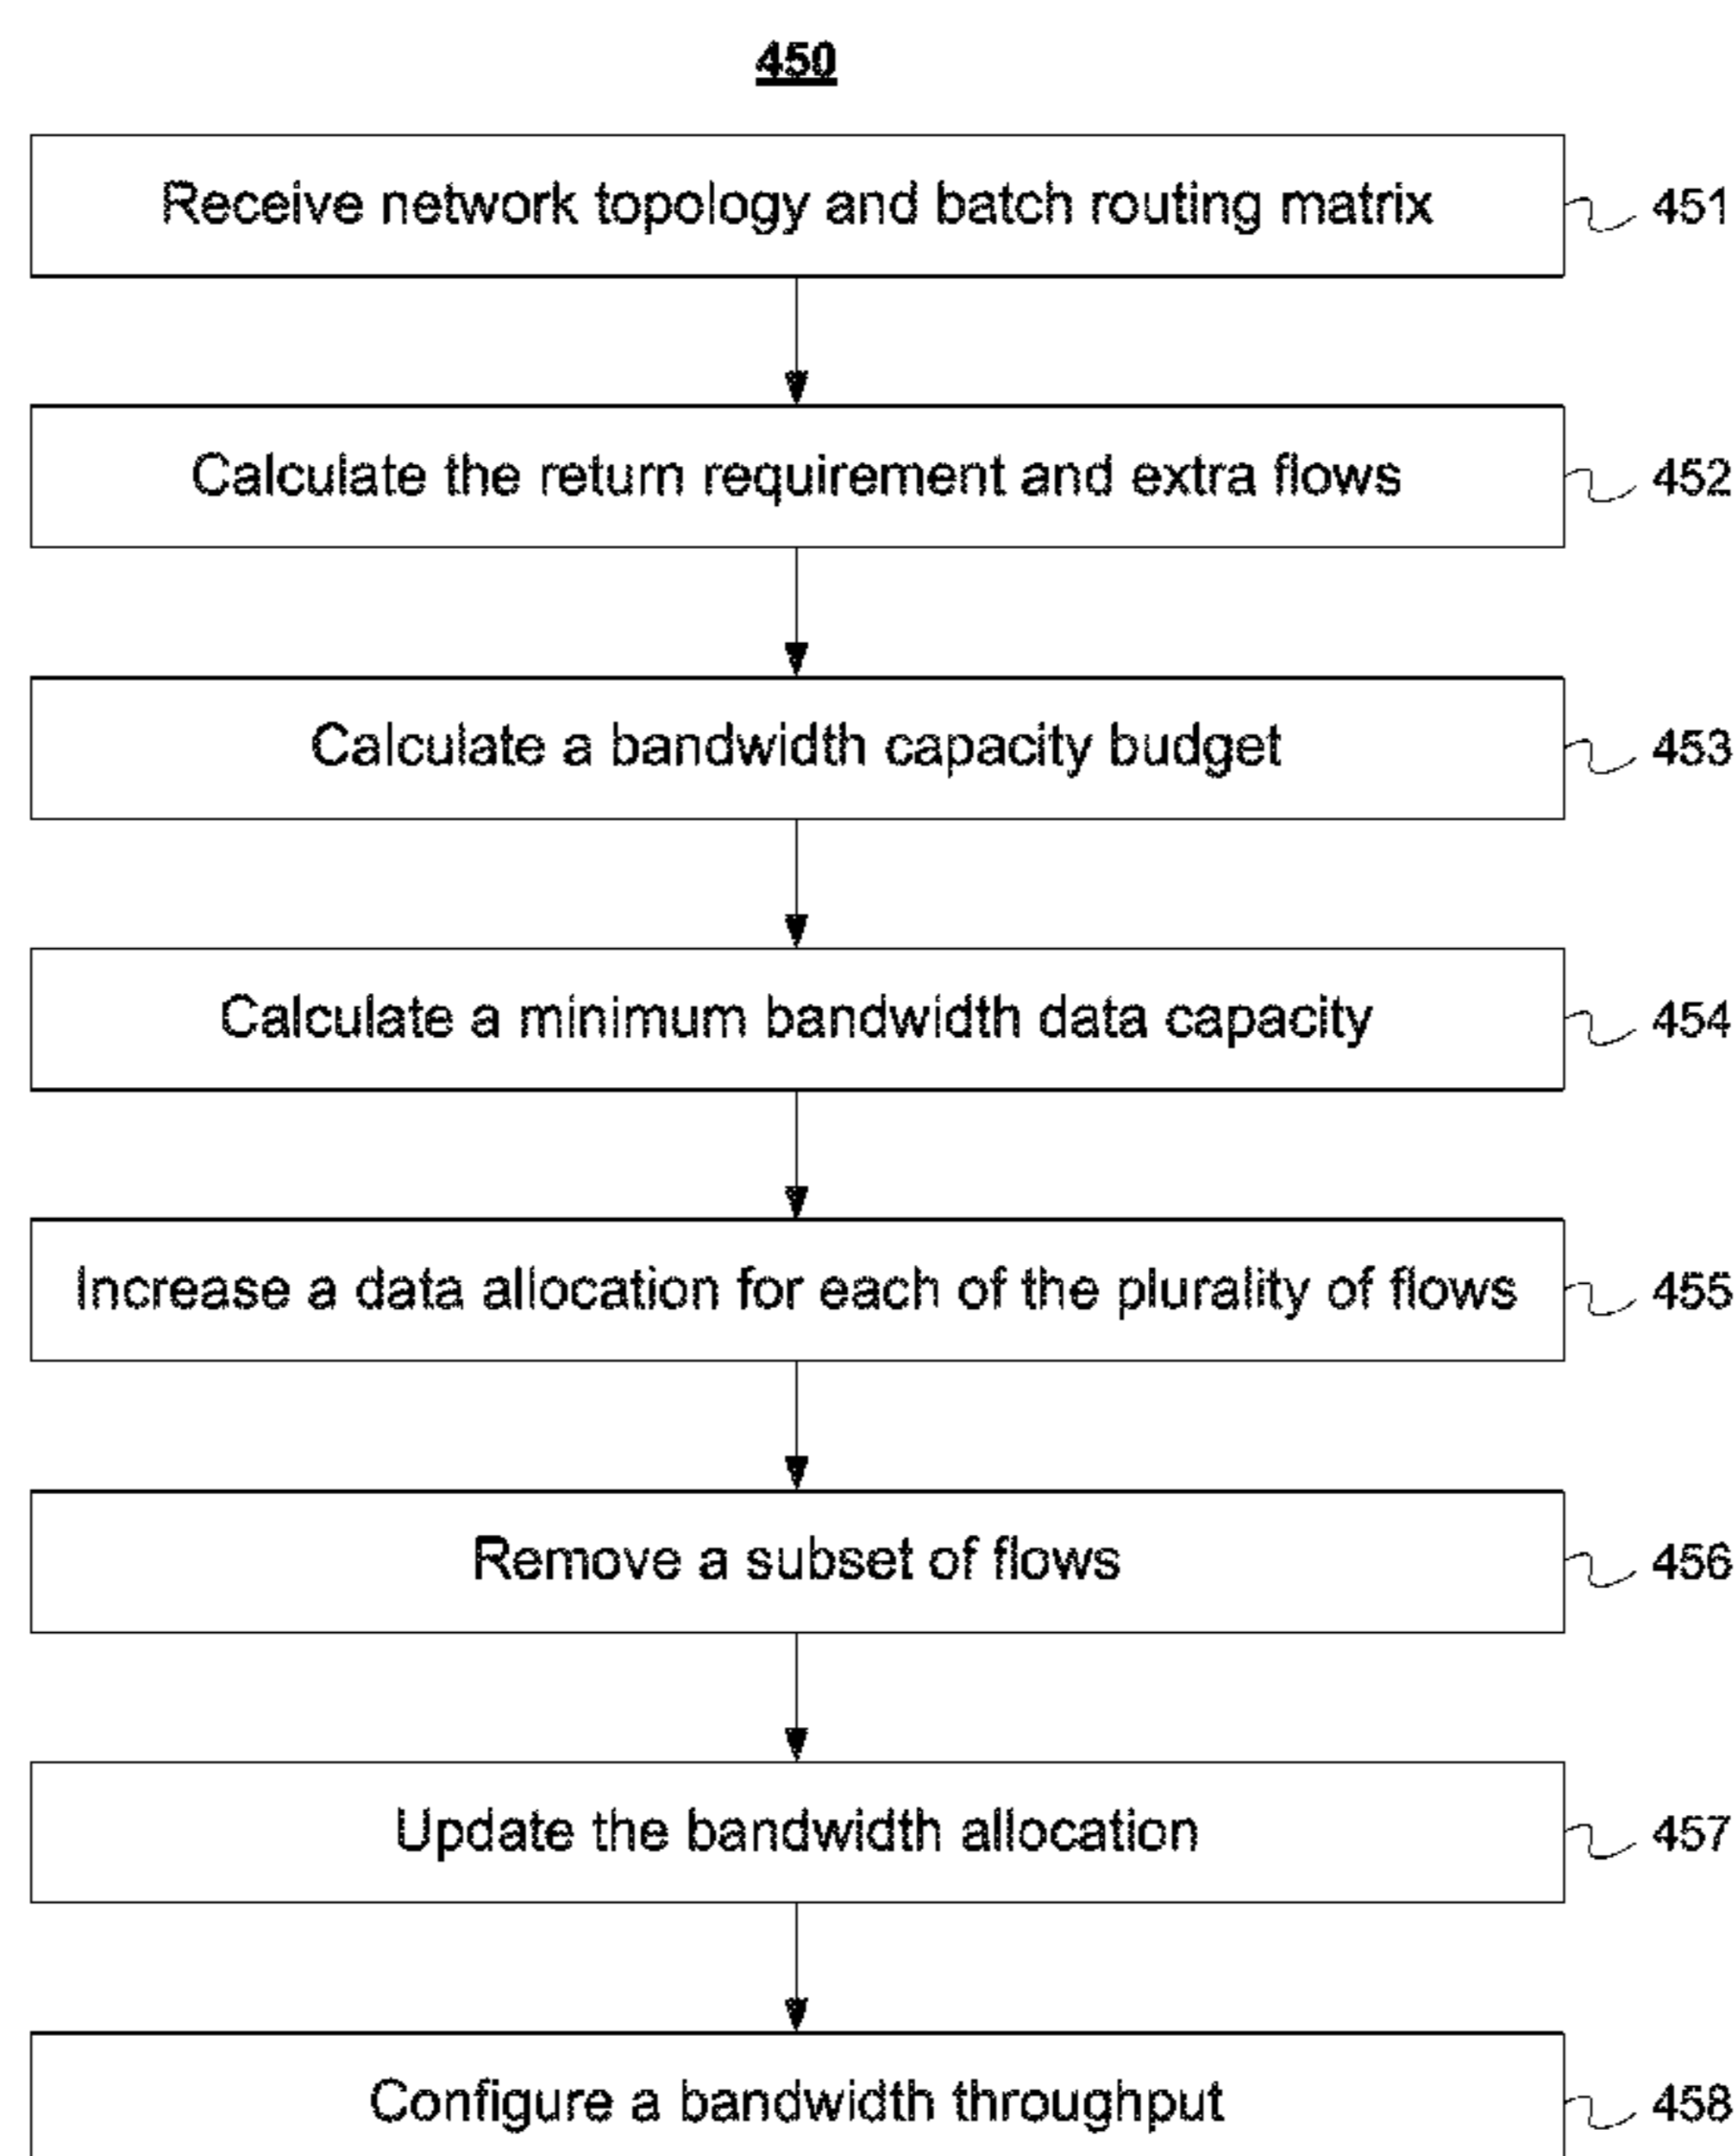 450
Receive network topology and batch routing matrix
451
Calculate the return requirement and extra flows
452
Calculate a bandwidth capacity budget
453
Calculate a minimum bandwidth data capacity
454
Increase a data allocation for each of the plurality of flows
455
Remove a subset of flows
456
Update the bandwidth allocation
457
Configure a bandwidth throughput
458